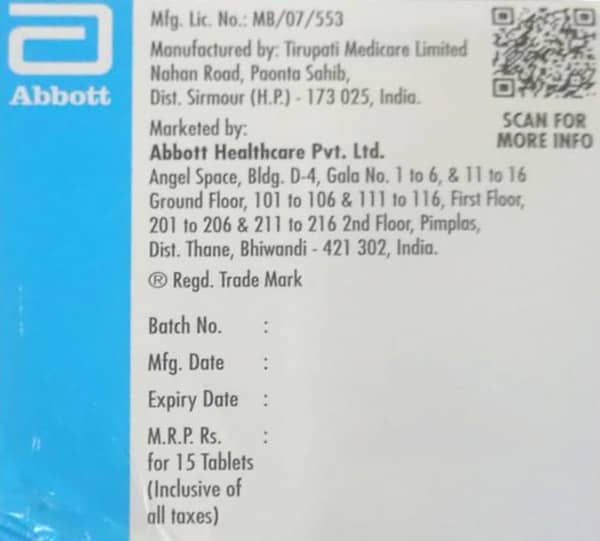 Abbott
Mfg. Lic. No.: MB/07/553
Manufactured by: Tirupati Medicare Limited
Nahan Road, Paonta Sahib,
Dist. Sirmour (H.P.) - 173 025, India.
SCAN FOR
MORE INFO
Marketed by:
Abbott Healthcare Pvt. Ltd.
Angel Space, Bldg. D-4, Gala No. 1 to 6, & 11 to 16
Ground Floor, 101 to 106 & 111 to 116, First Floor,
201 to 206 & 211 to 216 2nd Floor, Pimplas,
Dist. Thane, Bhiwandi - 421 302, India.
® Regd. Trade Mark
Batch No. :
Mfg. Date :
Expiry Date :
M.R.P. Rs. :
for 15 Tablets
(Inclusive of
all taxes)